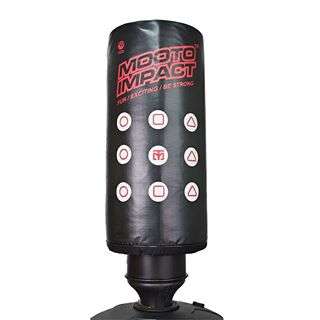 MOOTO
IMPACT
FUN / EXCITING / BE STRONG